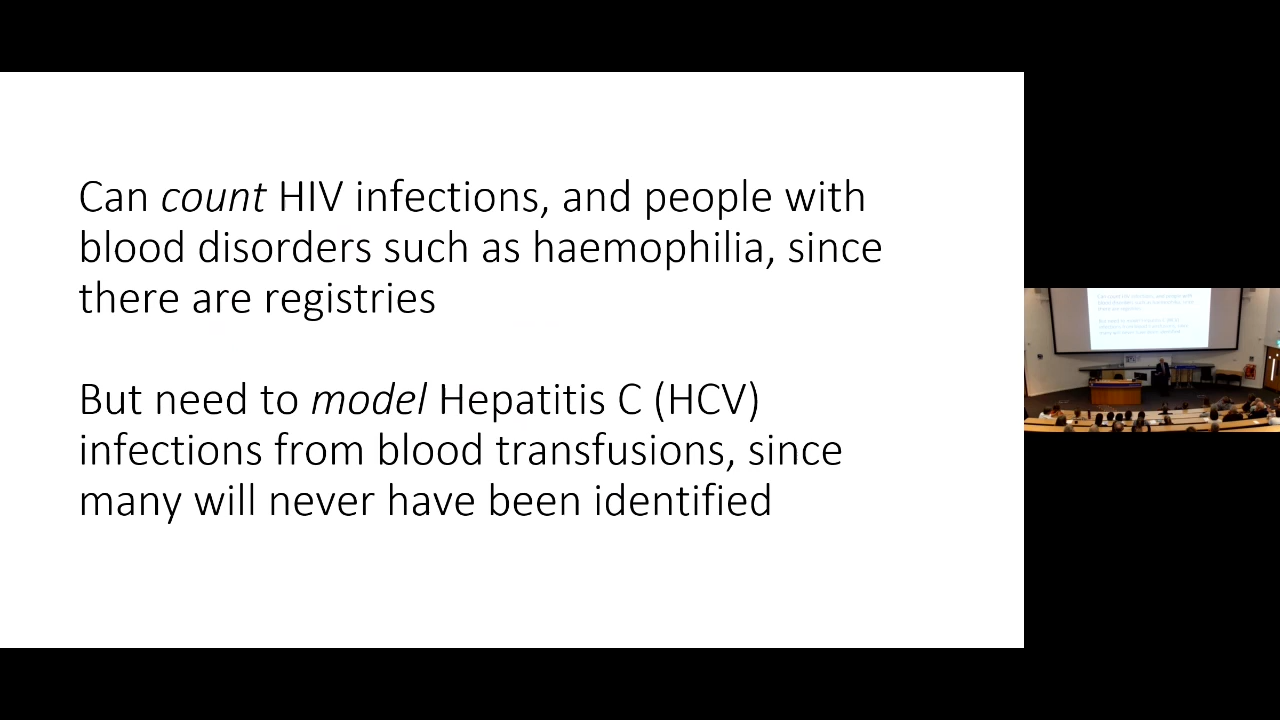 Can count HIV infections, and people with
blood disorders such as haemophilia, since
there are registries
But need to model Hepatitis C (HCV)
infections from blood transfusions, since
many will never have been identified